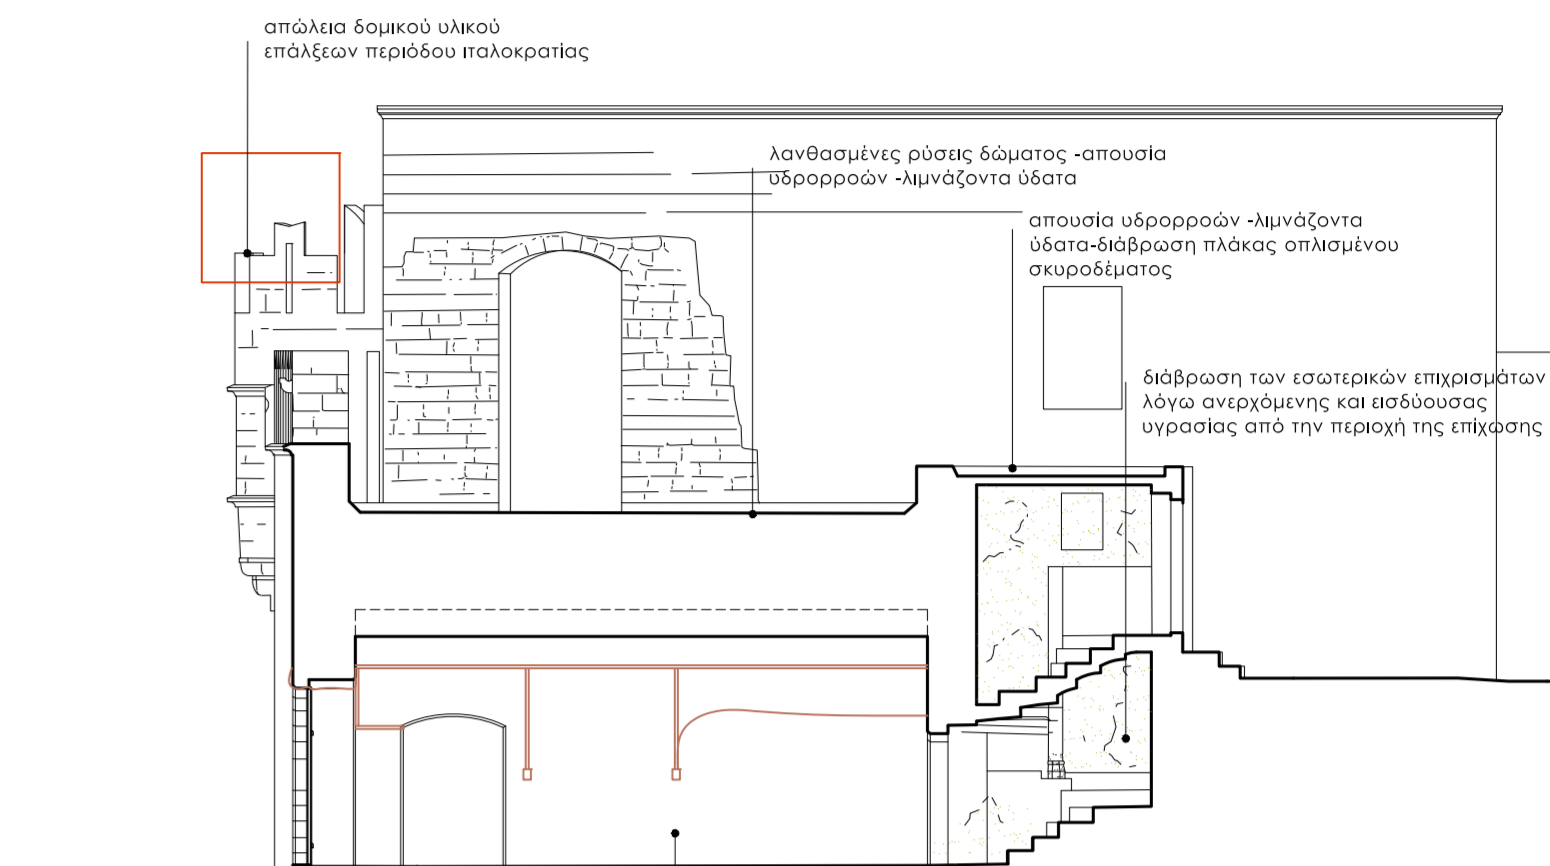 απώλεια δομικού υλικού
επάλξεων περιόδου ιταλοκρατίας
λανθασμένες ρύσεις δώματος -απουσία
υδρορροών -λιμνάζοντα ύδατα
απουσία υδρορροών -λιμνάζοντα
ύδατα-διάβρωση πλάκας οπλισμένου
σκυροδέματος
διάβρωση των εσωτερικών επιχρισμάτων
λόγω ανερχόμενης και εισδύουσας
υγρασίας από την περιοχή της επίχωσης